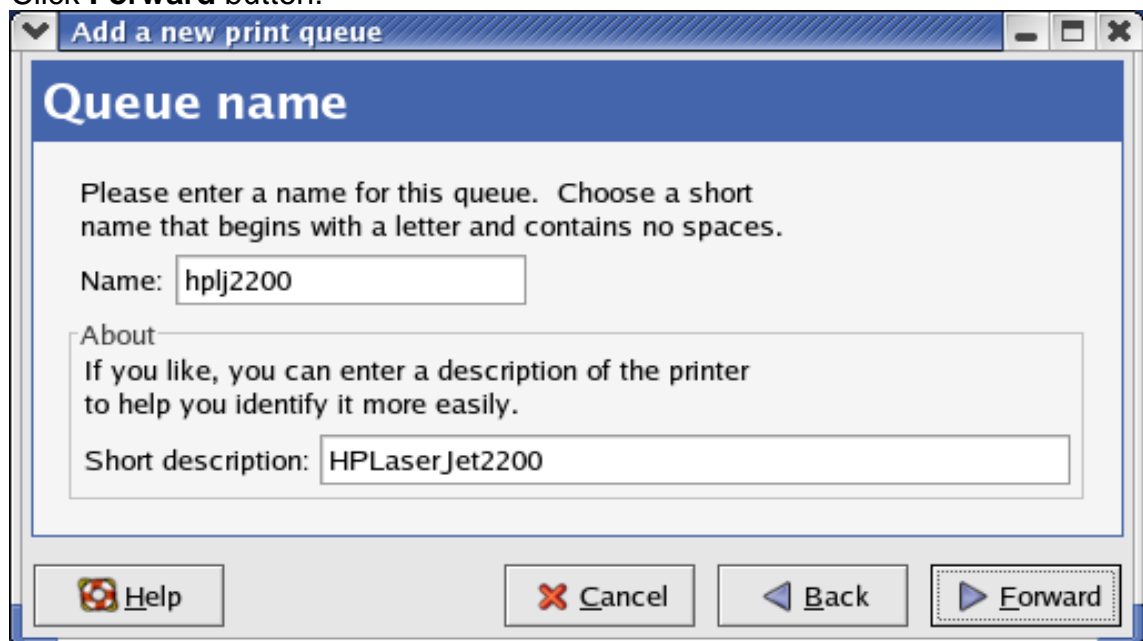 Click Forward button.
Add a new print queue
Queue name
Please enter a name for this queue.  Choose a short
name that begins with a letter and contains no spaces.
Name: hplj2200
About
If you like, you can enter a description of the printer
to help you identify it more easily.
Short description: HPLaserJet2200
Help Cancel Back Forward